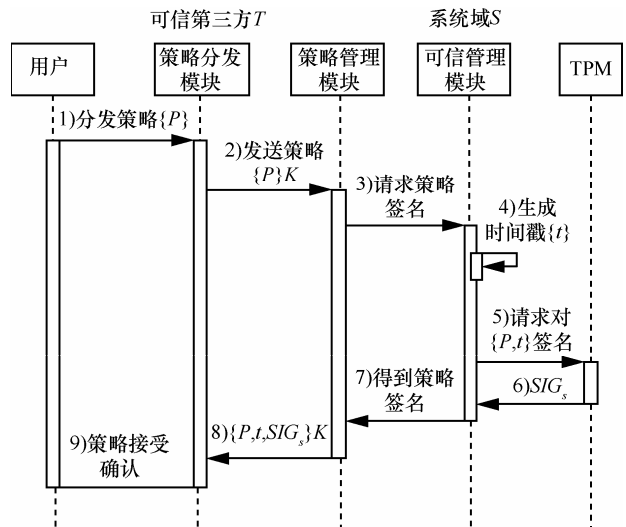 可信第三方T
系统域S
用户
策略分发
模块
策略管理
模块
可信管理
模块
TPM
1)分发策略{P}
2)发送策略
{P}K
3)请求策略
签名
4)生成
时间戳{t}
5)请求对
{P,t}签名
6)SIGs
7)得到策略
签名
8){P,t,SIGs}K
9)策略接受
确认